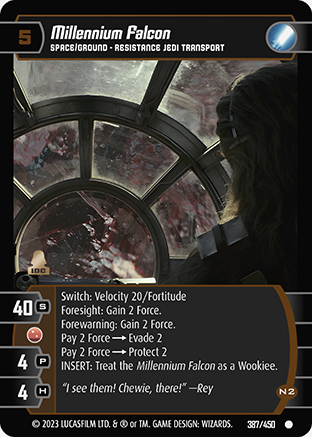 5 Millennium Falcon
SPACE/GROUND - RESISTANCE JEDI TRANSPORT
IDC
40 S
4 P
4 H
Switch: Velocity 20/Fortitude
Foresight: Gain 2 Force.
Forewarning: Gain 2 Force.
Pay 2 Force → Evade 2
Pay 2 Force → Protect 2
INSERT: Treat the Millennium Falcon as a Wookiee.
“I see them! Chewie, there!” —Rey
N2
© 2023 LUCASFILM LTD. & ® or TM. GAME DESIGN: WIZARDS. 387/450